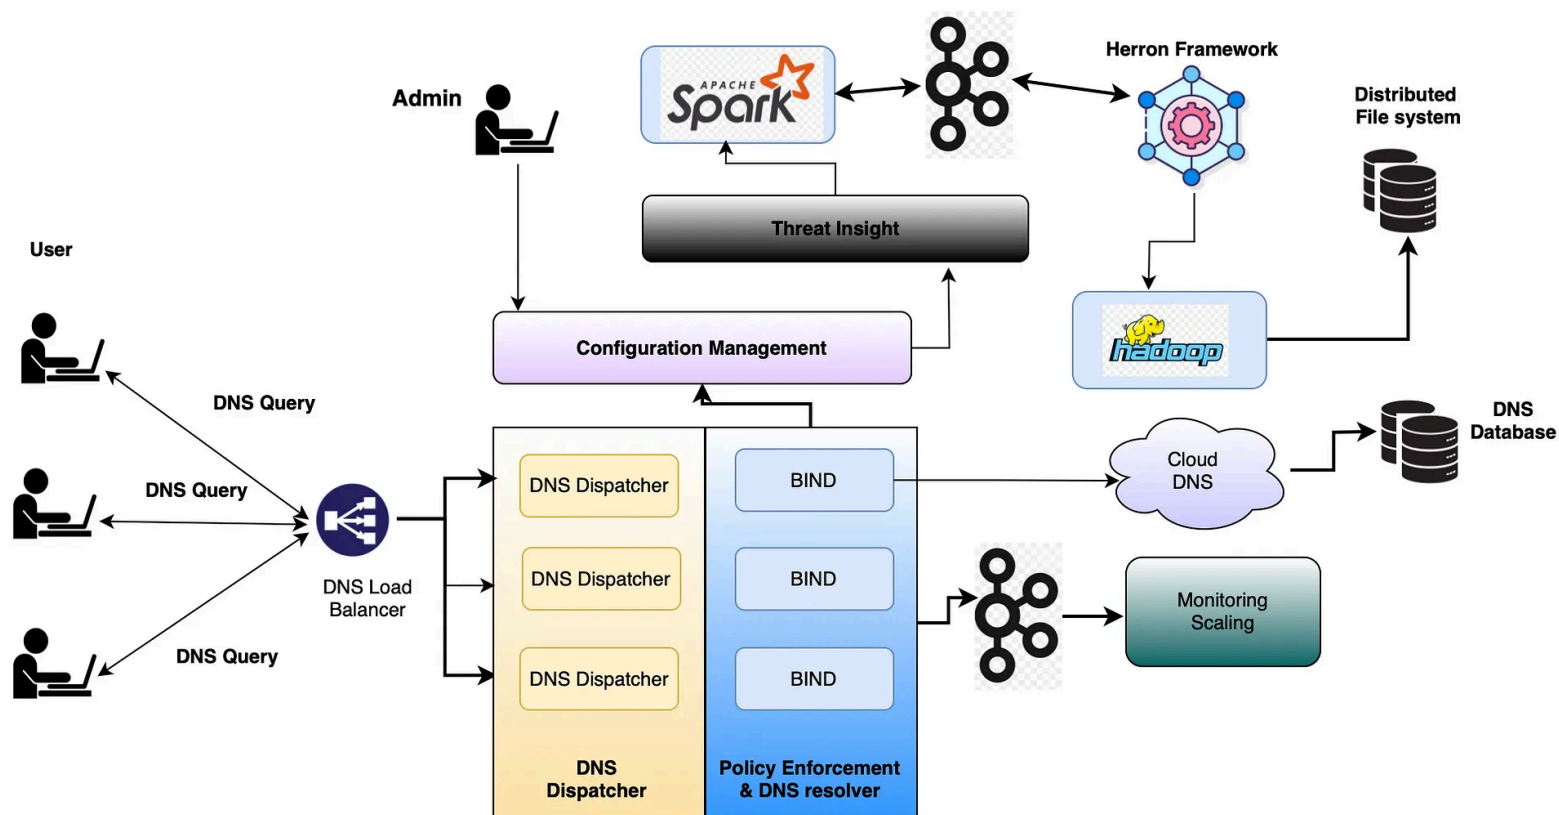 Herron Framework
APACHE
Spark
Admin
Distributed
File system
Threat Insight
User
Configuration Management
hadoop
DNS Query
DNS
Database
Cloud
DNS
DNS Dispatcher
BIND
DNS Query
DNS Load
Balancer
DNS Dispatcher
BIND
Monitoring
Scaling
DNS Query
DNS Dispatcher
BIND
DNS
Dispatcher
Policy Enforcement
& DNS resolver